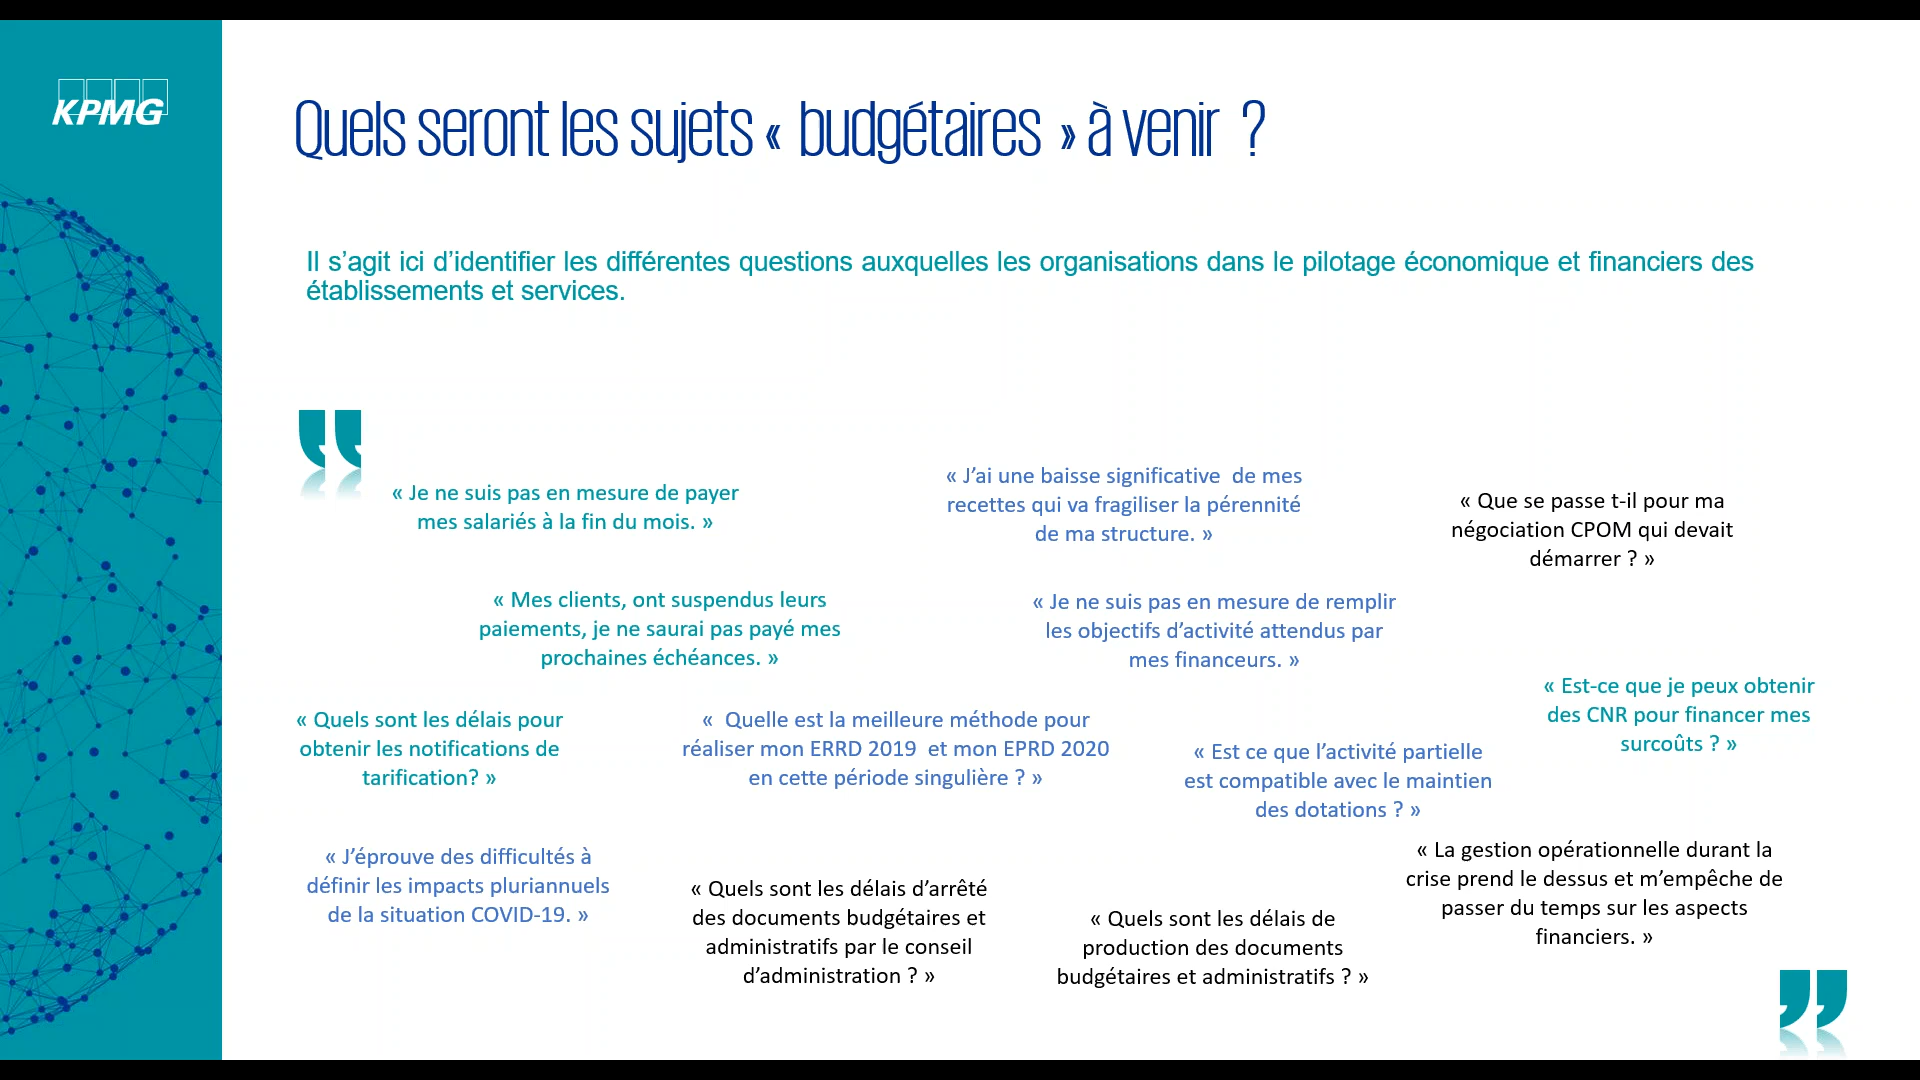 KPMG
Quels seront les sujets « budgétaires » à venir ?
Il s’agit ici d’identifier les différentes questions auxquelles les organisations dans le pilotage économique et financiers des
établissements et services.
« Je ne suis pas en mesure de payer
mes salariés à la fin du mois. »
« J’ai une baisse significative de mes
recettes qui va fragiliser la pérennité
de ma structure. »
« Que se passe t-il pour ma
négociation CPOM qui devait
démarrer ? »
« Mes clients, ont suspendus leurs
paiements, je ne saurai pas payé mes
prochaines échéances. »
« Je ne suis pas en mesure de remplir
les objectifs d’activité attendus par
mes financeurs. »
« Est-ce que je peux obtenir
des CNR pour financer mes
surcoûts ? »
« Quels sont les délais pour
obtenir les notifications de
tarification? »
« Quelle est la meilleure méthode pour
réaliser mon ERRD 2019 et mon EPRD 2020
en cette période singulière ? »
« Est ce que l’activité partielle
est compatible avec le maintien
des dotations ? »
« J’éprouve des difficultés à
définir les impacts pluriannuels
de la situation COVID-19. »
« Quels sont les délais d’arrêté
des documents budgétaires et
administratifs par le conseil
d’administration ? »
« Quels sont les délais de
production des documents
budgétaires et administratifs ? »
« La gestion opérationnelle durant la
crise prend le dessus et m’empêche de
passer du temps sur les aspects
financiers. »